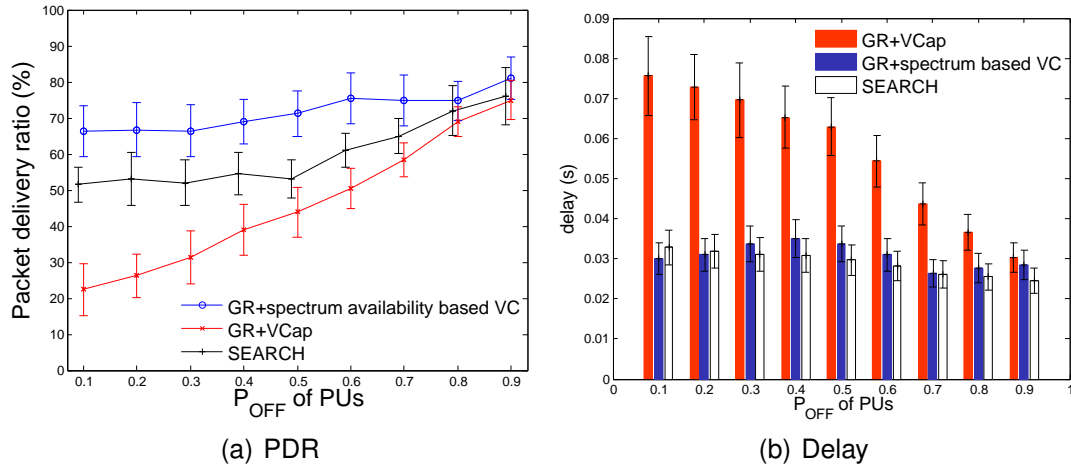 100
90
80
70
60
50
40
30
20
10
0
Packet delivery ratio (%)
GR+spectrum availability based VC
GR+VCap
SEARCH
0.1 0.2 0.3 0.4 0.5 0.6 0.7 0.8 0.9
P_OFF of PUs
(a) PDR
0.09
0.08
0.07
0.06
0.05
0.04
0.03
0.02
0.01
0
delay (s)
GR+VCap
GR+spectrum based VC
SEARCH
0 0.1 0.2 0.3 0.4 0.5 0.6 0.7 0.8 0.9 1
P_OFF of PUs
(b) Delay